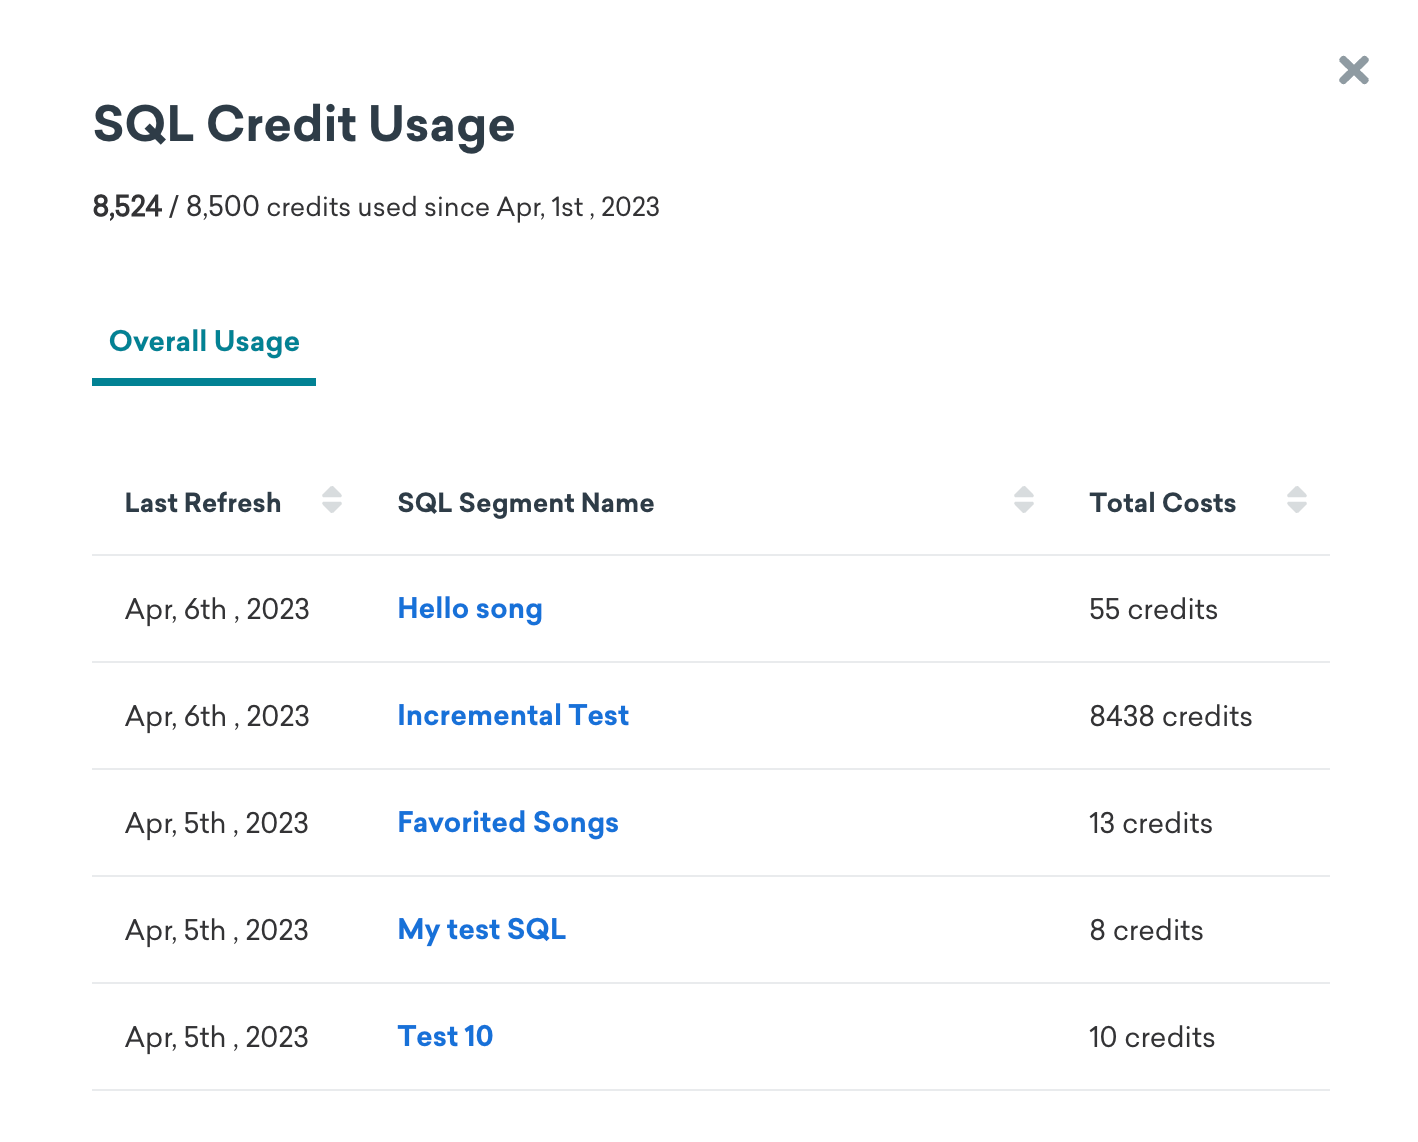 SQL Credit Usage
8,524 / 8,500 credits used since Apr, 1st , 2023
Overall Usage
Last Refresh SQL Segment Name Total Costs
Apr, 6th , 2023 Hello song 55 credits
Apr, 6th , 2023 Incremental Test 8438 credits
Apr, 5th , 2023 Favorited Songs 13 credits
Apr, 5th , 2023 My test SQL 8 credits
Apr, 5th , 2023 Test 10 10 credits